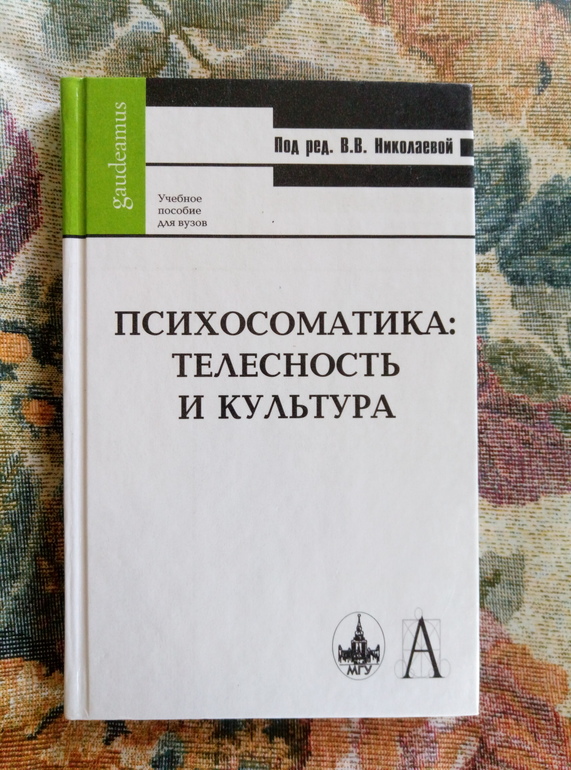 gaudeamus
Под ред. В.В. Николаевой
Учебное
пособие
для вузов
ПСИХОСОМАТИКА:
ТЕЛЕСНОСТЬ
И КУЛЬТУРА
МГУ
А